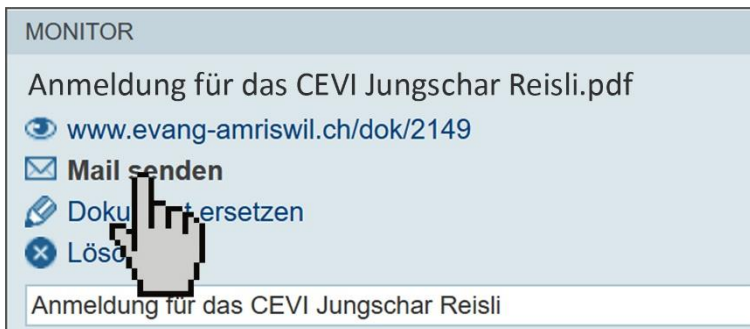 MONITOR
Anmeldung für das CEVI Jungschar Reisli.pdf
www.evang-amriswil.ch/dok/2149
Mail senden
ersetzen
Anmeldung für das CEVI Jungschar Reisli